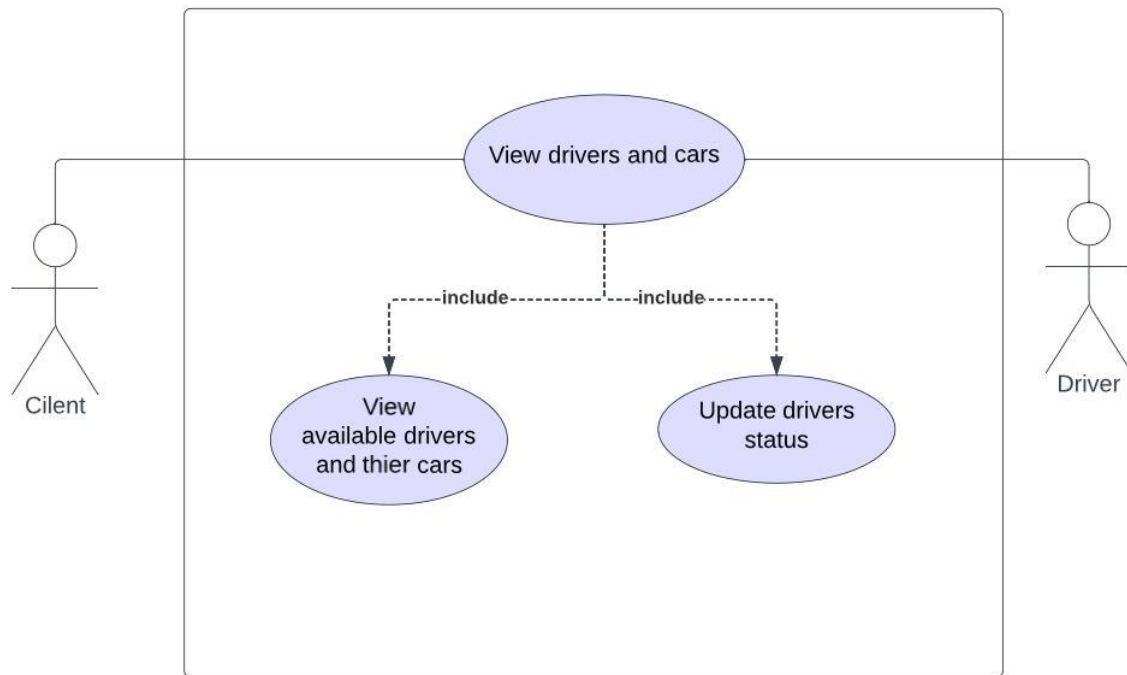 View drivers and cars
include
include
Cilent
Driver
View
available drivers
and thier cars
Update drivers
status